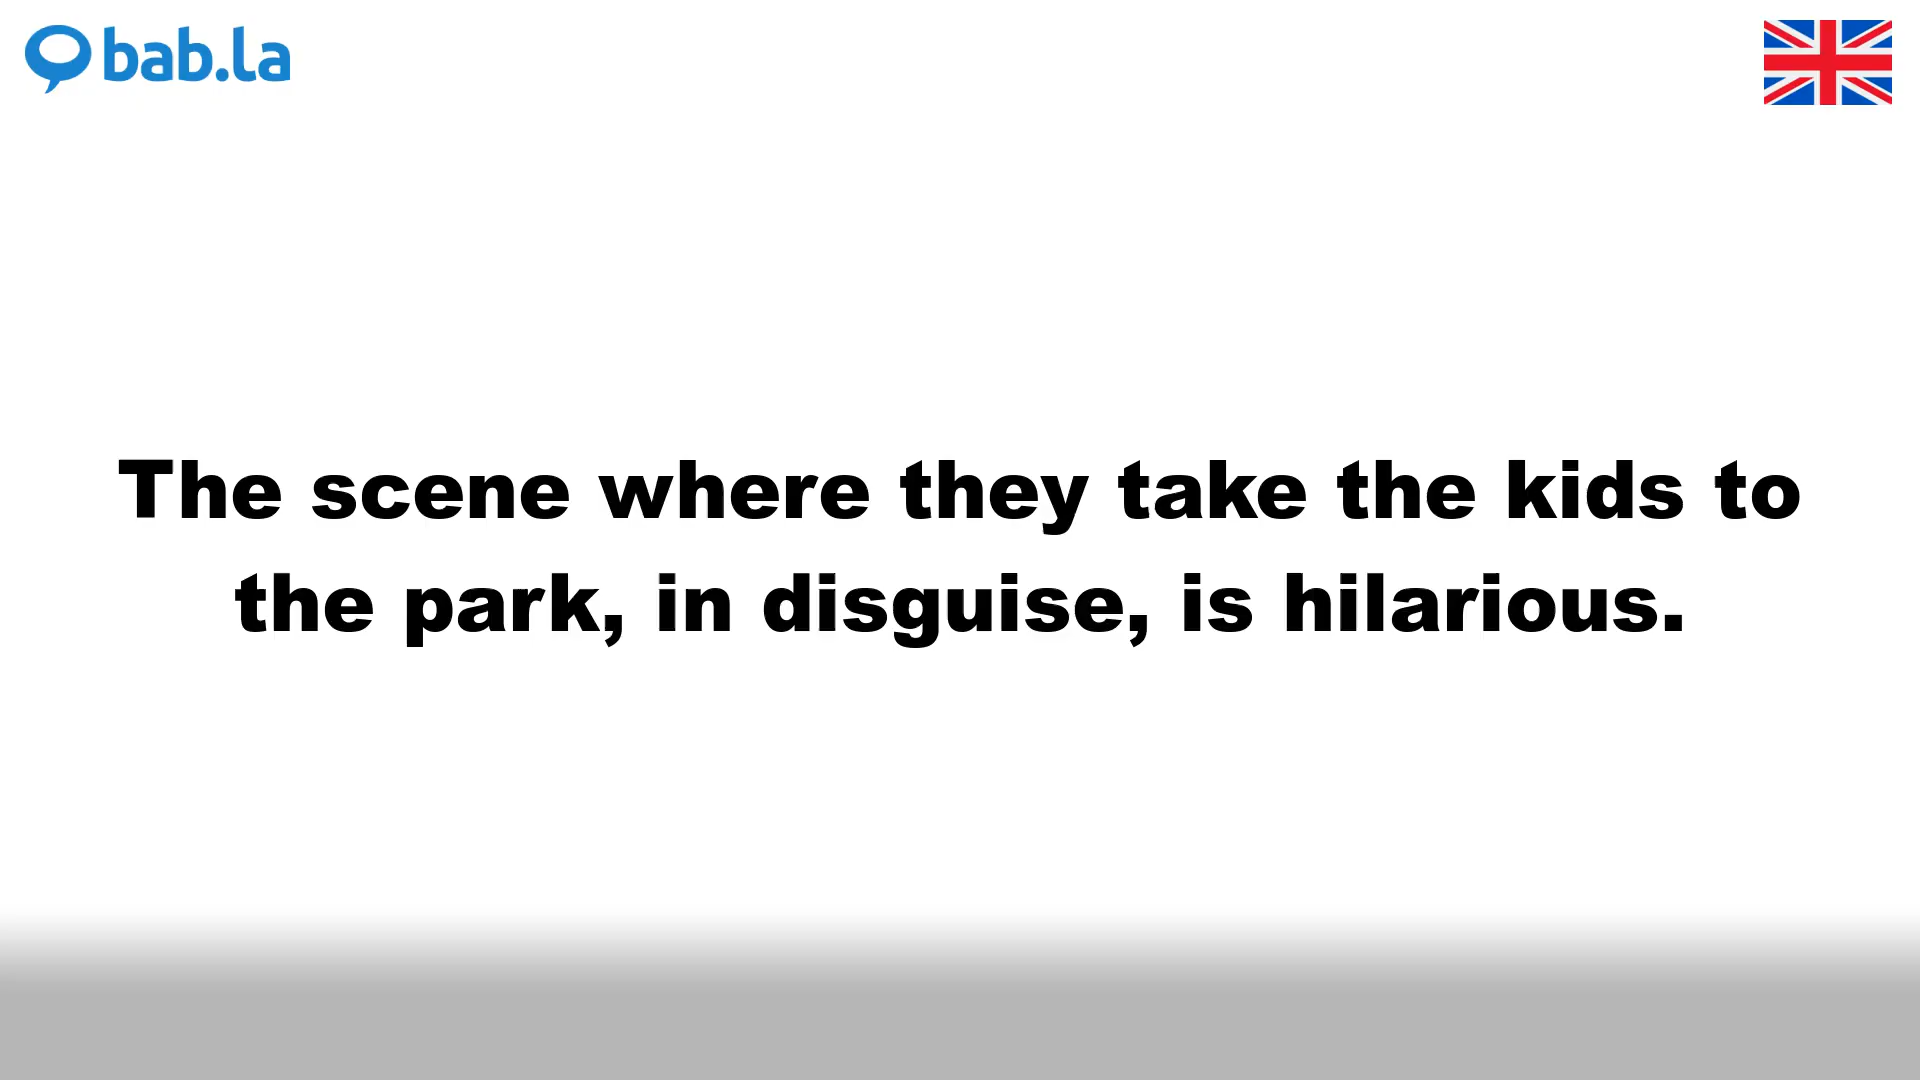 bab.la
The scene where they take the kids to
the park, in disguise, is hilarious.